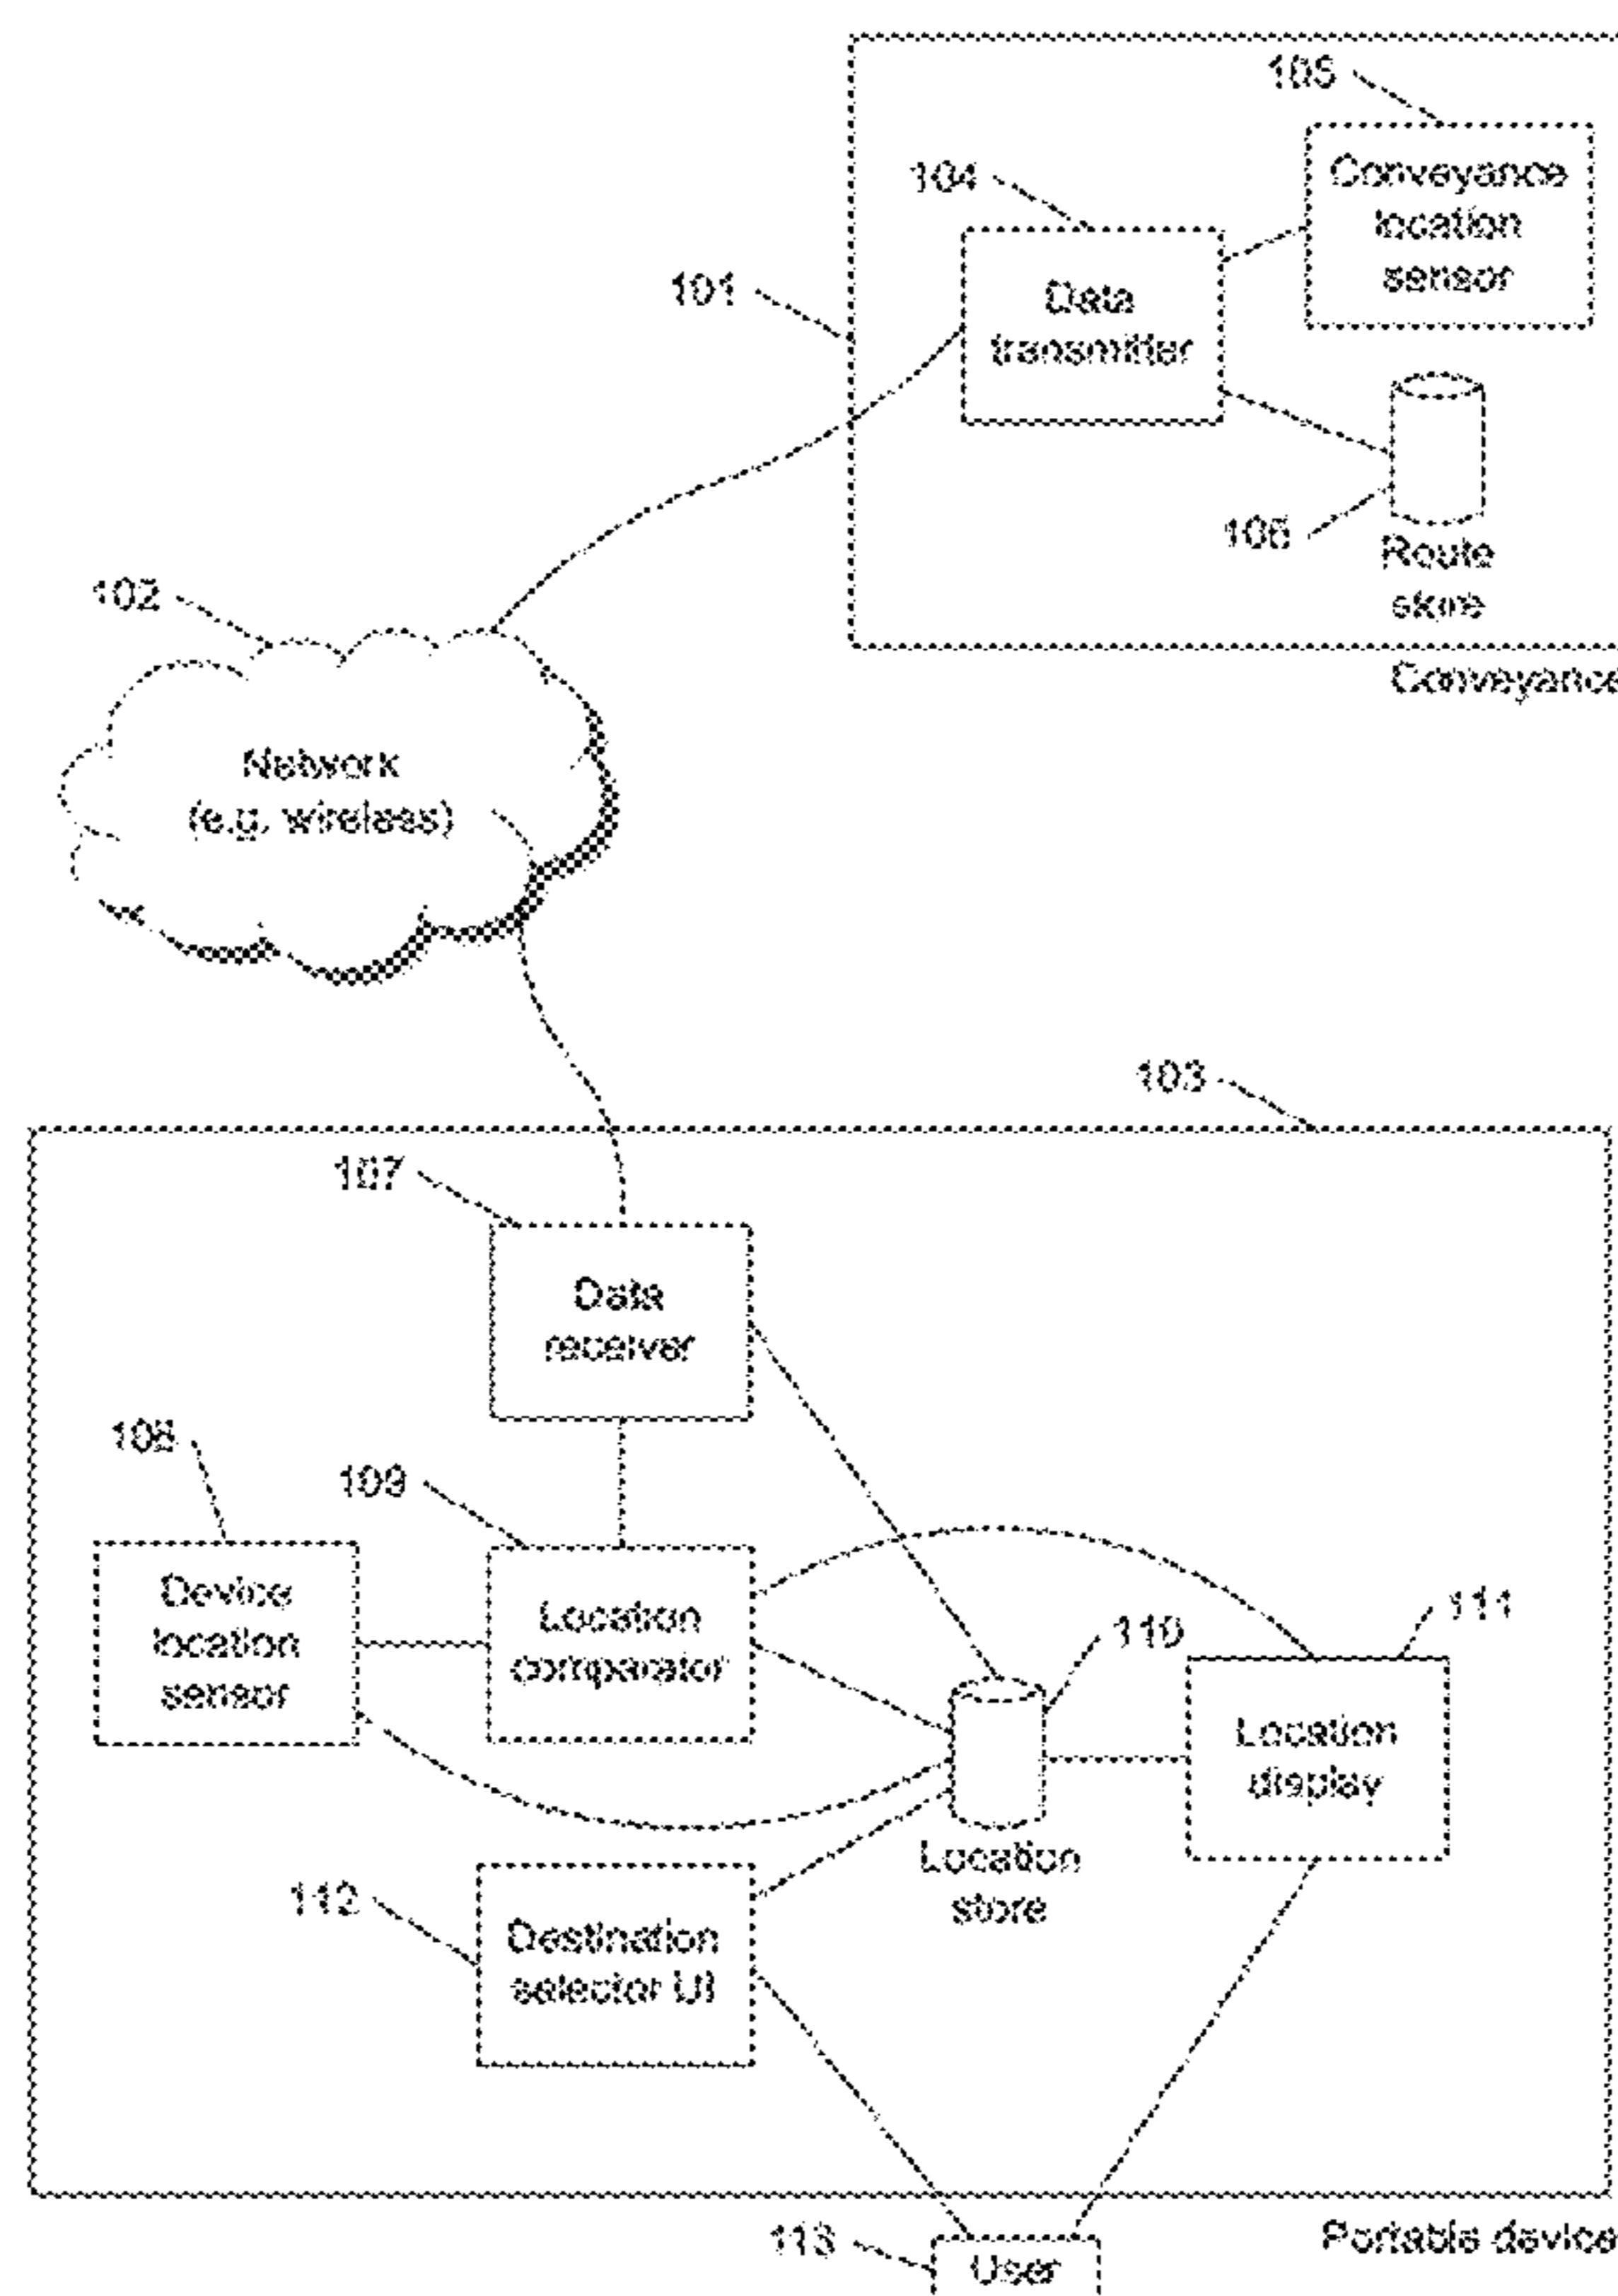 105
Conveyance
location
sensor
104
Data
transmitter
101
106
Route
store
Conveyance
102
Network
(e.g. wireless)
103
107
Data
receiver
108
109
Device
location
sensor
Location
comparator
110
111
Location
display
Location
store
112
Destination
selector UI
Portable device
113
User